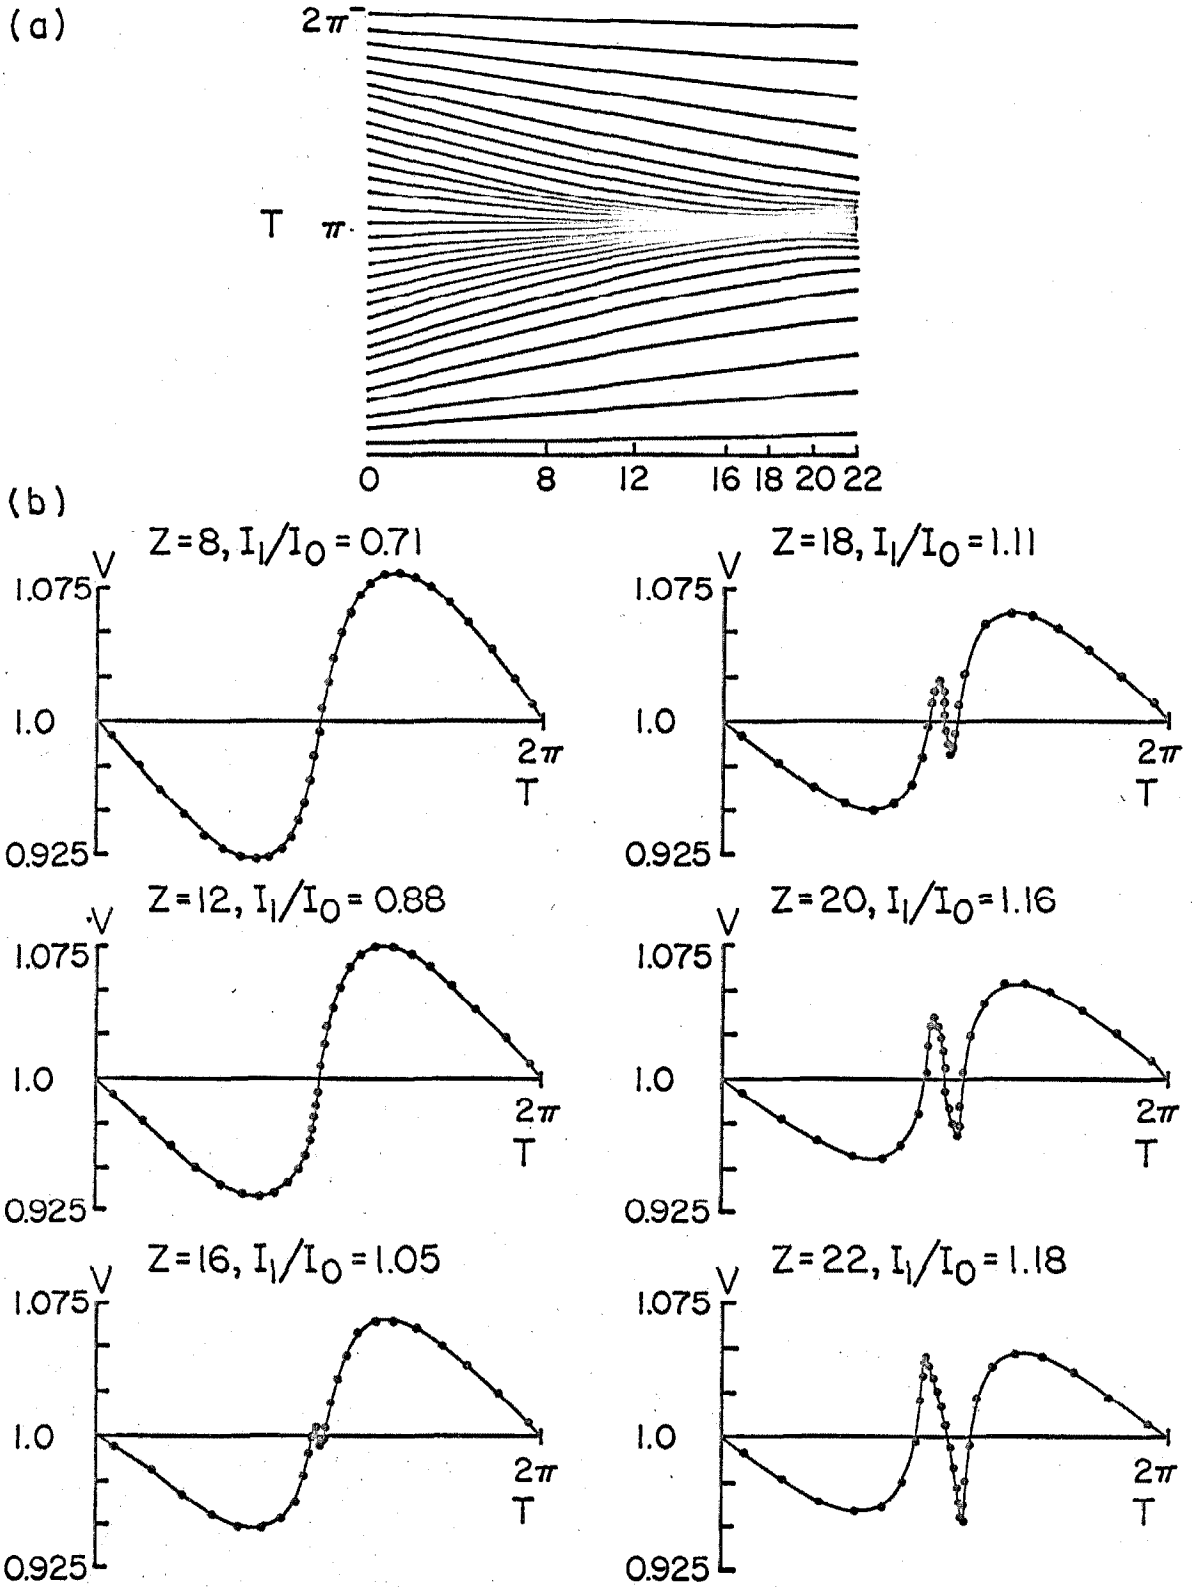 (a)
2π
T π
0 8 12 16 18 20 22
(b)
Z=8, I₁/I₀=0.71
V
1.075
1.0
0.925
2π
T
Z=18, I₁/I₀=1.11
V
1.075
1.0
0.925
2π
T
Z=12, I₁/I₀=0.88
V
1.075
1.0
0.925
2π
T
Z=20, I₁/I₀=1.16
V
1.075
1.0
0.925
2π
T
Z=16, I₁/I₀=1.05
V
1.075
1.0
0.925
2π
T
Z=22, I₁/I₀=1.18
V
1.075
1.0
0.925
2π
T